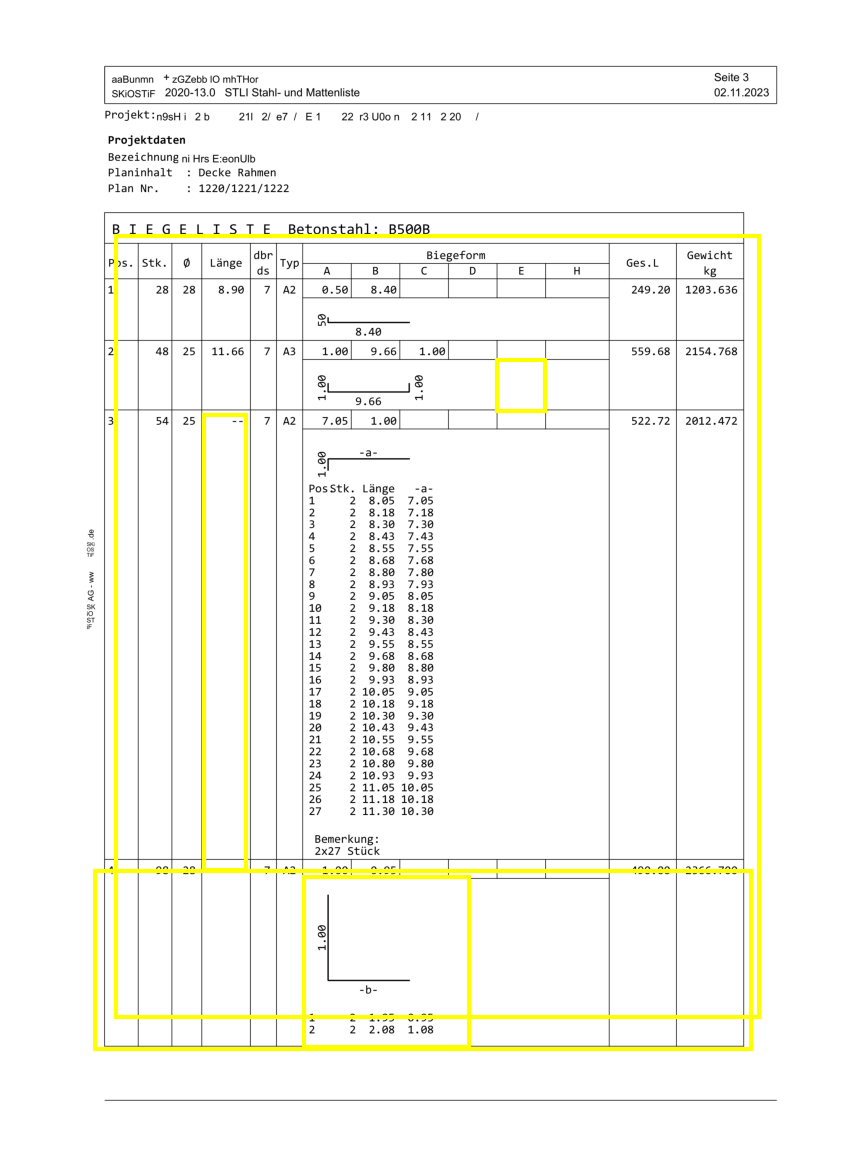 aaBunmn + zGZebb lO mhTHor Seite 3
SKiOSTiF 2020-13.0 STLI Stahl- und Mattenliste 02.11.2023
Projekt:n9sH i 2 b 21l 2/ e7 / E 1 22 r3 U0o n 2 11 2 20 /
Projektdaten
Bezeichnung ni Hrs E:eonUlb
Planinhalt : Decke Rahmen
Plan Nr. : 1220/1221/1222
B I E G E L I S T E Betonstahl: B500B
Pos. Stk. Ø Länge dbr ds Typ Biegeform Ges.L Gewicht kg
A B C D E H
1 28 28 8.90 7 A2 0.50 8.40 249.20 1203.636
50
8.40
2 48 25 11.66 7 A3 1.00 9.66 1.00 559.68 2154.768
1.00 1.00
9.66
3 54 25 -- 7 A2 7.05 1.00 522.72 2012.472
1.00 -a-
Pos Stk. Länge -a-
1 2 8.05 7.05
2 2 8.18 7.18
3 2 8.30 7.30
4 2 8.43 7.43
5 2 8.55 7.55
6 2 8.68 7.68
7 2 8.80 7.80
8 2 8.93 7.93
9 2 9.05 8.05
10 2 9.18 8.18
11 2 9.30 8.30
12 2 9.43 8.43
13 2 9.55 8.55
14 2 9.68 8.68
15 2 9.80 8.80
16 2 9.93 8.93
17 2 10.05 9.05
18 2 10.18 9.18
19 2 10.30 9.30
20 2 10.43 9.43
21 2 10.55 9.55
22 2 10.68 9.68
23 2 10.80 9.80
24 2 10.93 9.93
25 2 11.05 10.05
26 2 11.18 10.18
27 2 11.30 10.30
Bemerkung:
2x27 Stück
7 A2
1.00
-b-
2 2 2.08 1.08
AG - ww .de